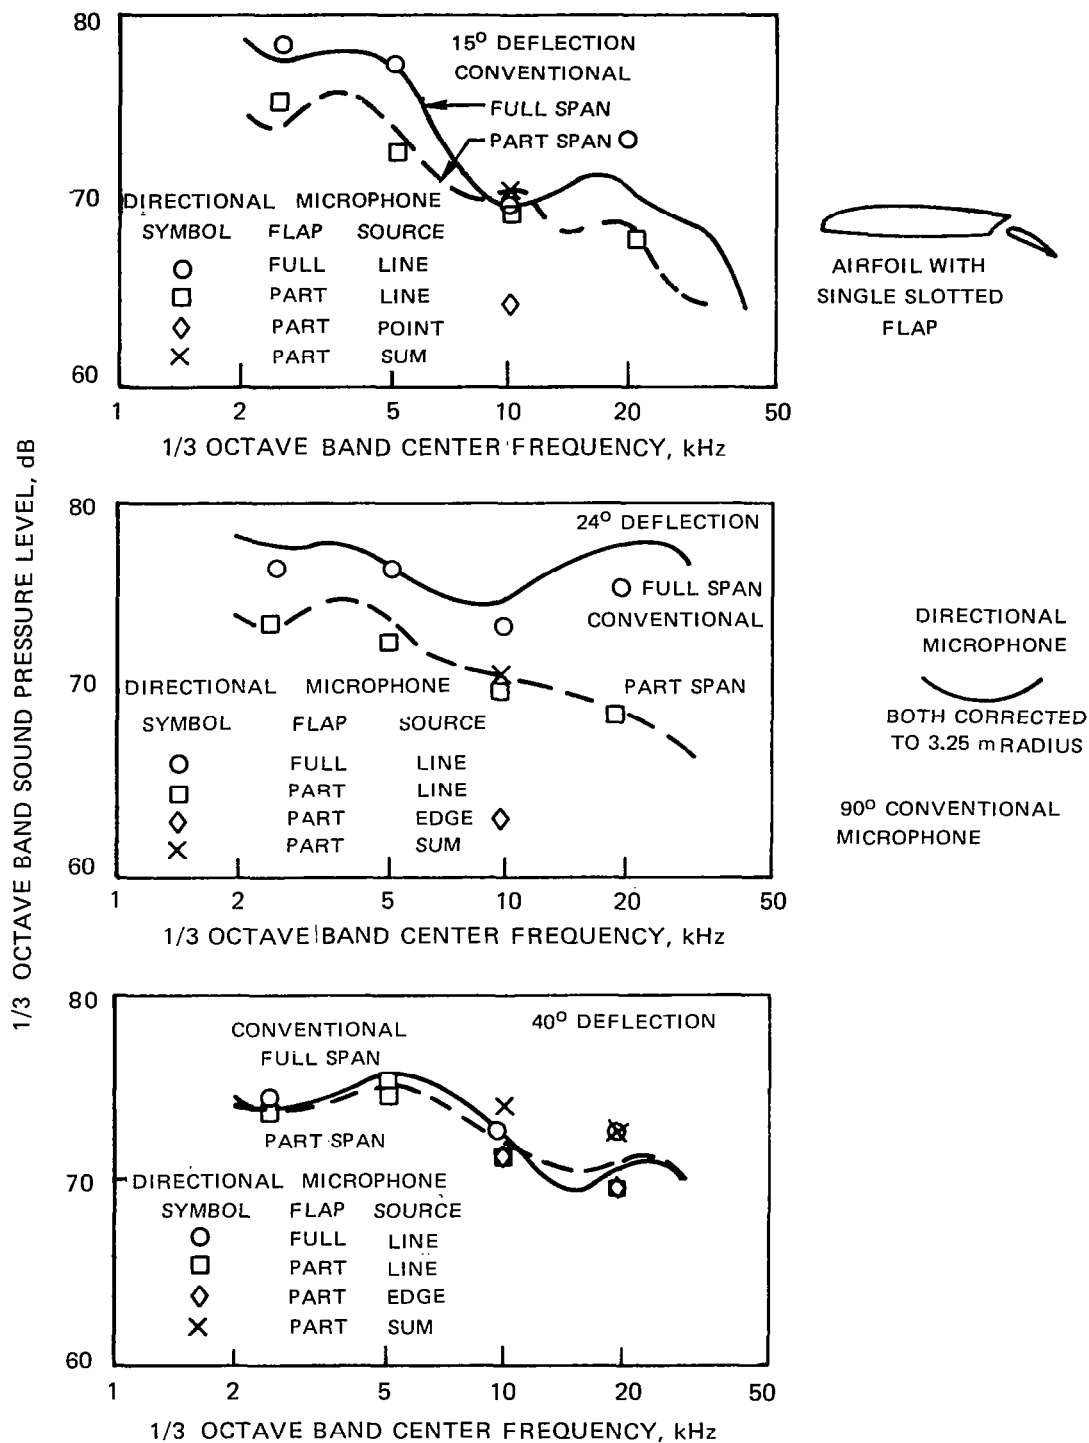 1/3 OCTAVE BAND SOUND PRESSURE LEVEL, dB
80
70
60
15° DEFLECTION
CONVENTIONAL
FULL SPAN
PART SPAN
DIRECTIONAL MICROPHONE
SYMBOL FLAP SOURCE
FULL LINE
PART LINE
PART POINT
PART SUM
1 2 5 10 20 50
1/3 OCTAVE BAND CENTER FREQUENCY, kHz
AIRFOIL WITH
SINGLE SLOTTED
FLAP
80
70
60
24° DEFLECTION
FULL SPAN
CONVENTIONAL
PART SPAN
DIRECTIONAL MICROPHONE
SYMBOL FLAP SOURCE
FULL LINE
PART LINE
PART EDGE
PART SUM
1 2 5 10 20 50
1/3 OCTAVE BAND CENTER FREQUENCY, kHz
DIRECTIONAL
MICROPHONE
BOTH CORRECTED
TO 3.25 m RADIUS
90° CONVENTIONAL
MICROPHONE
80
70
60
CONVENTIONAL
FULL SPAN
40° DEFLECTION
PART SPAN
DIRECTIONAL MICROPHONE
SYMBOL FLAP SOURCE
FULL LINE
PART LINE
PART EDGE
PART SUM
1 2 5 10 20 50
1/3 OCTAVE BAND CENTER FREQUENCY, kHz